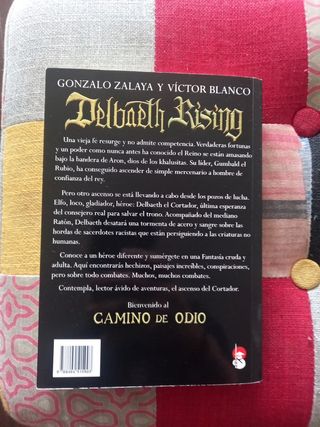 GONZALO ZALAYA Y VÍCTOR BLANCO
Delbaeth Rising
Una vieja fe resurge y no admite competencia. Verdaderas fortunas
y un poder como nunca antes ha conocido el Reino se están amasando
bajo la bandera de Aron, dios de los khalusitas. Su líder, Gumbald el
Rubio, ha conseguido ascender de simple mercenario a hombre de
confianza del rey.
Pero otro ascenso se está llevando a cabo desde los pozos de lucha.
Elfo, loco, gladiador, héroe: Delbaeth el Cortador, última esperanza
del consejero real para salvar el trono. Acompañado del mediano
Ratón, Delbaeth desatará una tormenta de acero y sangre sobre las
hordas de sacerdotes racistas que están persiguiendo a las criaturas no
humanas.
Conoce a un héroe diferente y sumérgete en una Fantasía cruda y
adulta. Aquí encontrarás hechizos, paisajes increíbles, conspiraciones,
pero sobre todo combates. Muchos, muchos combates.
Contempla, lector ávido de aventuras, el ascenso del Cortador.
Bienvenido al
CAMINO DE ODIO